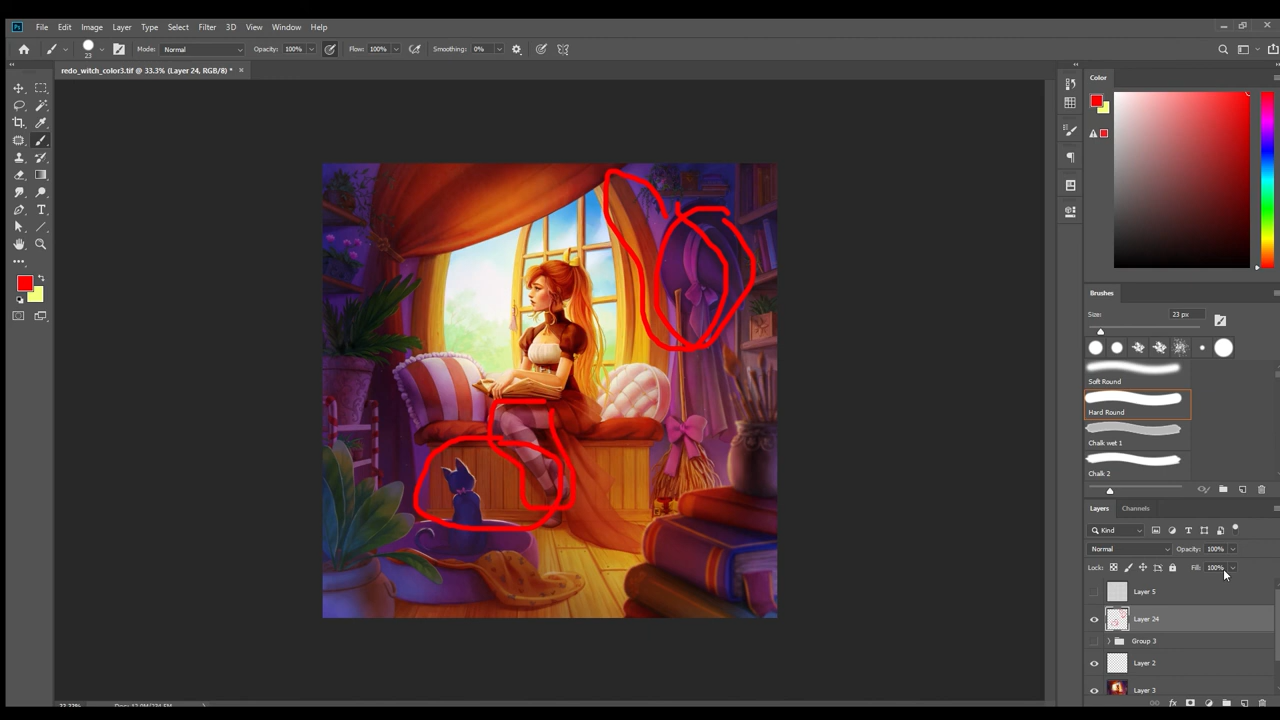 Ps File Edit Image Layer Type Select Filter 3D View Window Help
23 Mode: Normal Opacity: 100% Flow: 100% Smoothing: 0%
redo_witch_color3.tif @ 33.3% (Layer 24, RGB/8) *
Color
Brushes
Size: 23 px
Soft Round
Hard Round
Chalk wet 1
Chalk 2
Layers Channels
Kind
Normal Opacity: 100%
Lock: Fill: 100%
Layer 5
Layer 24
Group 3
Layer 2
Layer 3